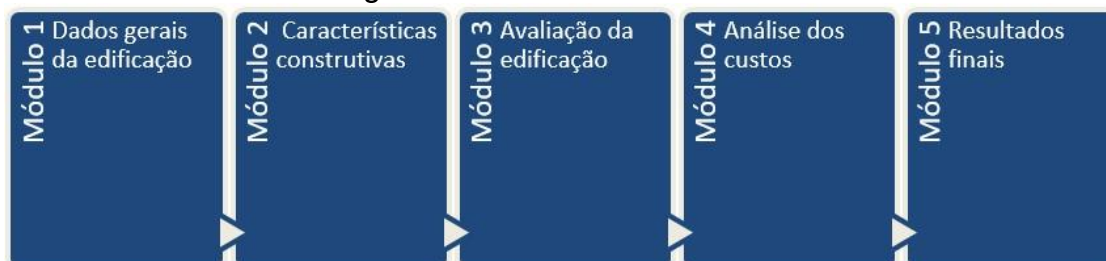 Módulo 1
Dados gerais
da edificação
Módulo 2
Características
construtivas
Módulo 3
Avaliação da
edificação
Módulo 4
Análise dos
custos
Módulo 5
Resultados
finais